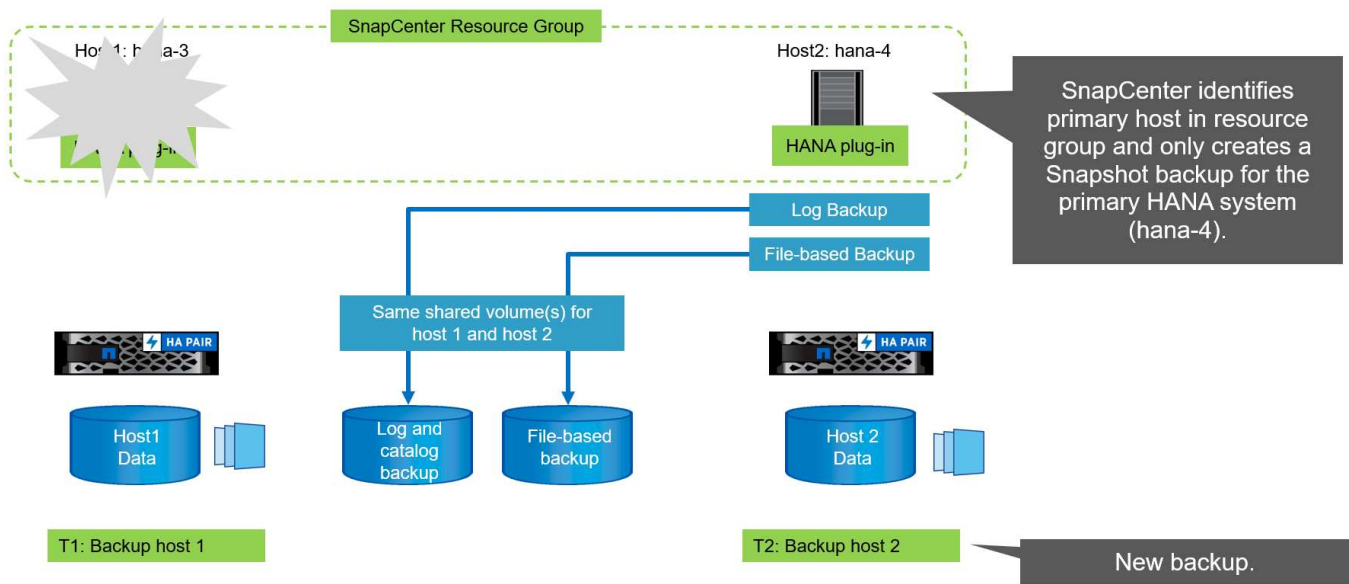 SnapCenter Resource Group
Host1: hana-3
Host2: hana-4
HANA plug-in
SnapCenter identifies
primary host in resource
group and only creates a
Snapshot backup for the
primary HANA system
(hana-4).
Log Backup
File-based Backup
Same shared volume(s) for
host 1 and host 2
HA PAIR
HA PAIR
Host1
Data
Log and
catalog
backup
File-based
backup
Host 2
Data
T1: Backup host 1
T2: Backup host 2
New backup.